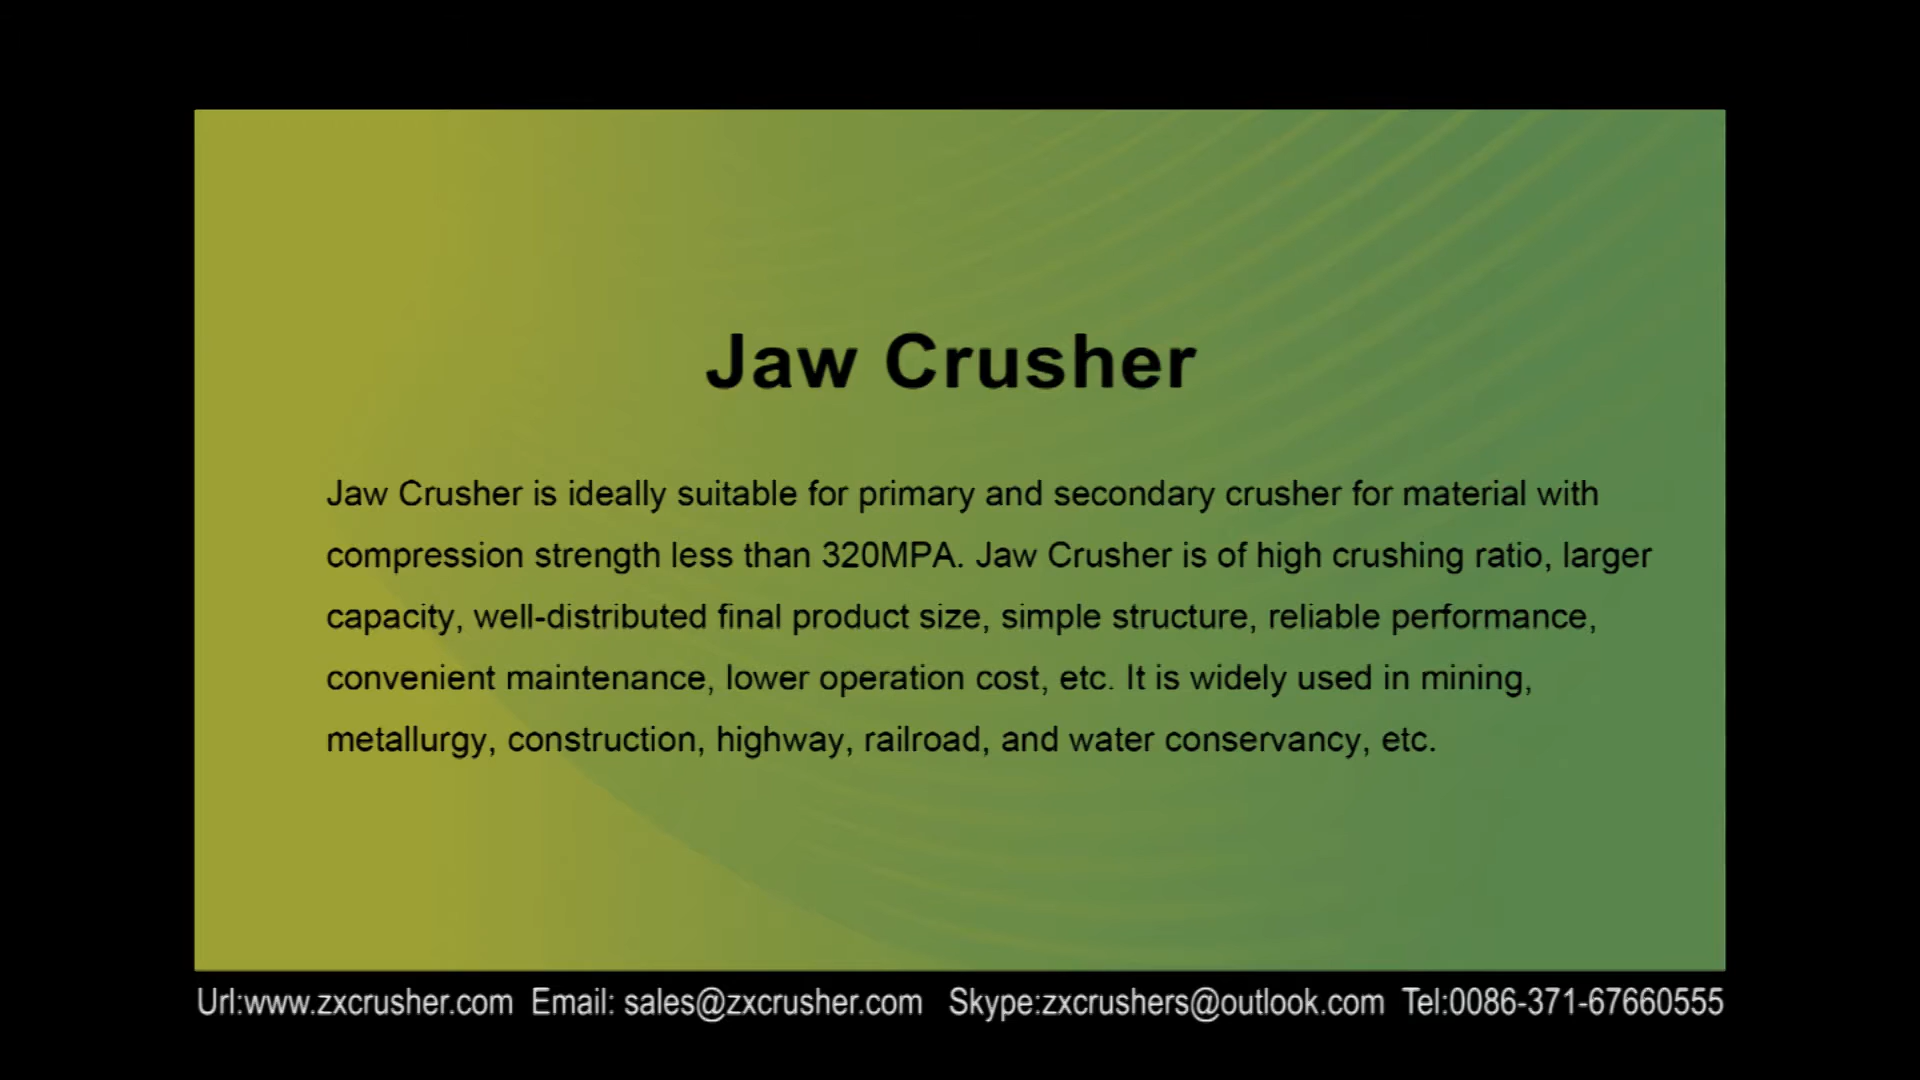 Jaw Crusher
Jaw Crusher is ideally suitable for primary and secondary crusher for material with
compression strength less than 320MPA. Jaw Crusher is of high crushing ratio, larger
capacity, well-distributed final product size, simple structure, reliable performance,
convenient maintenance, lower operation cost, etc. It is widely used in mining,
metallurgy, construction, highway, railroad, and water conservancy, etc.
Url:www.zxcrusher.com Email: sales@zxcrusher.com Skype:zxcrushers@outlook.com Tel:0086-371-67660555